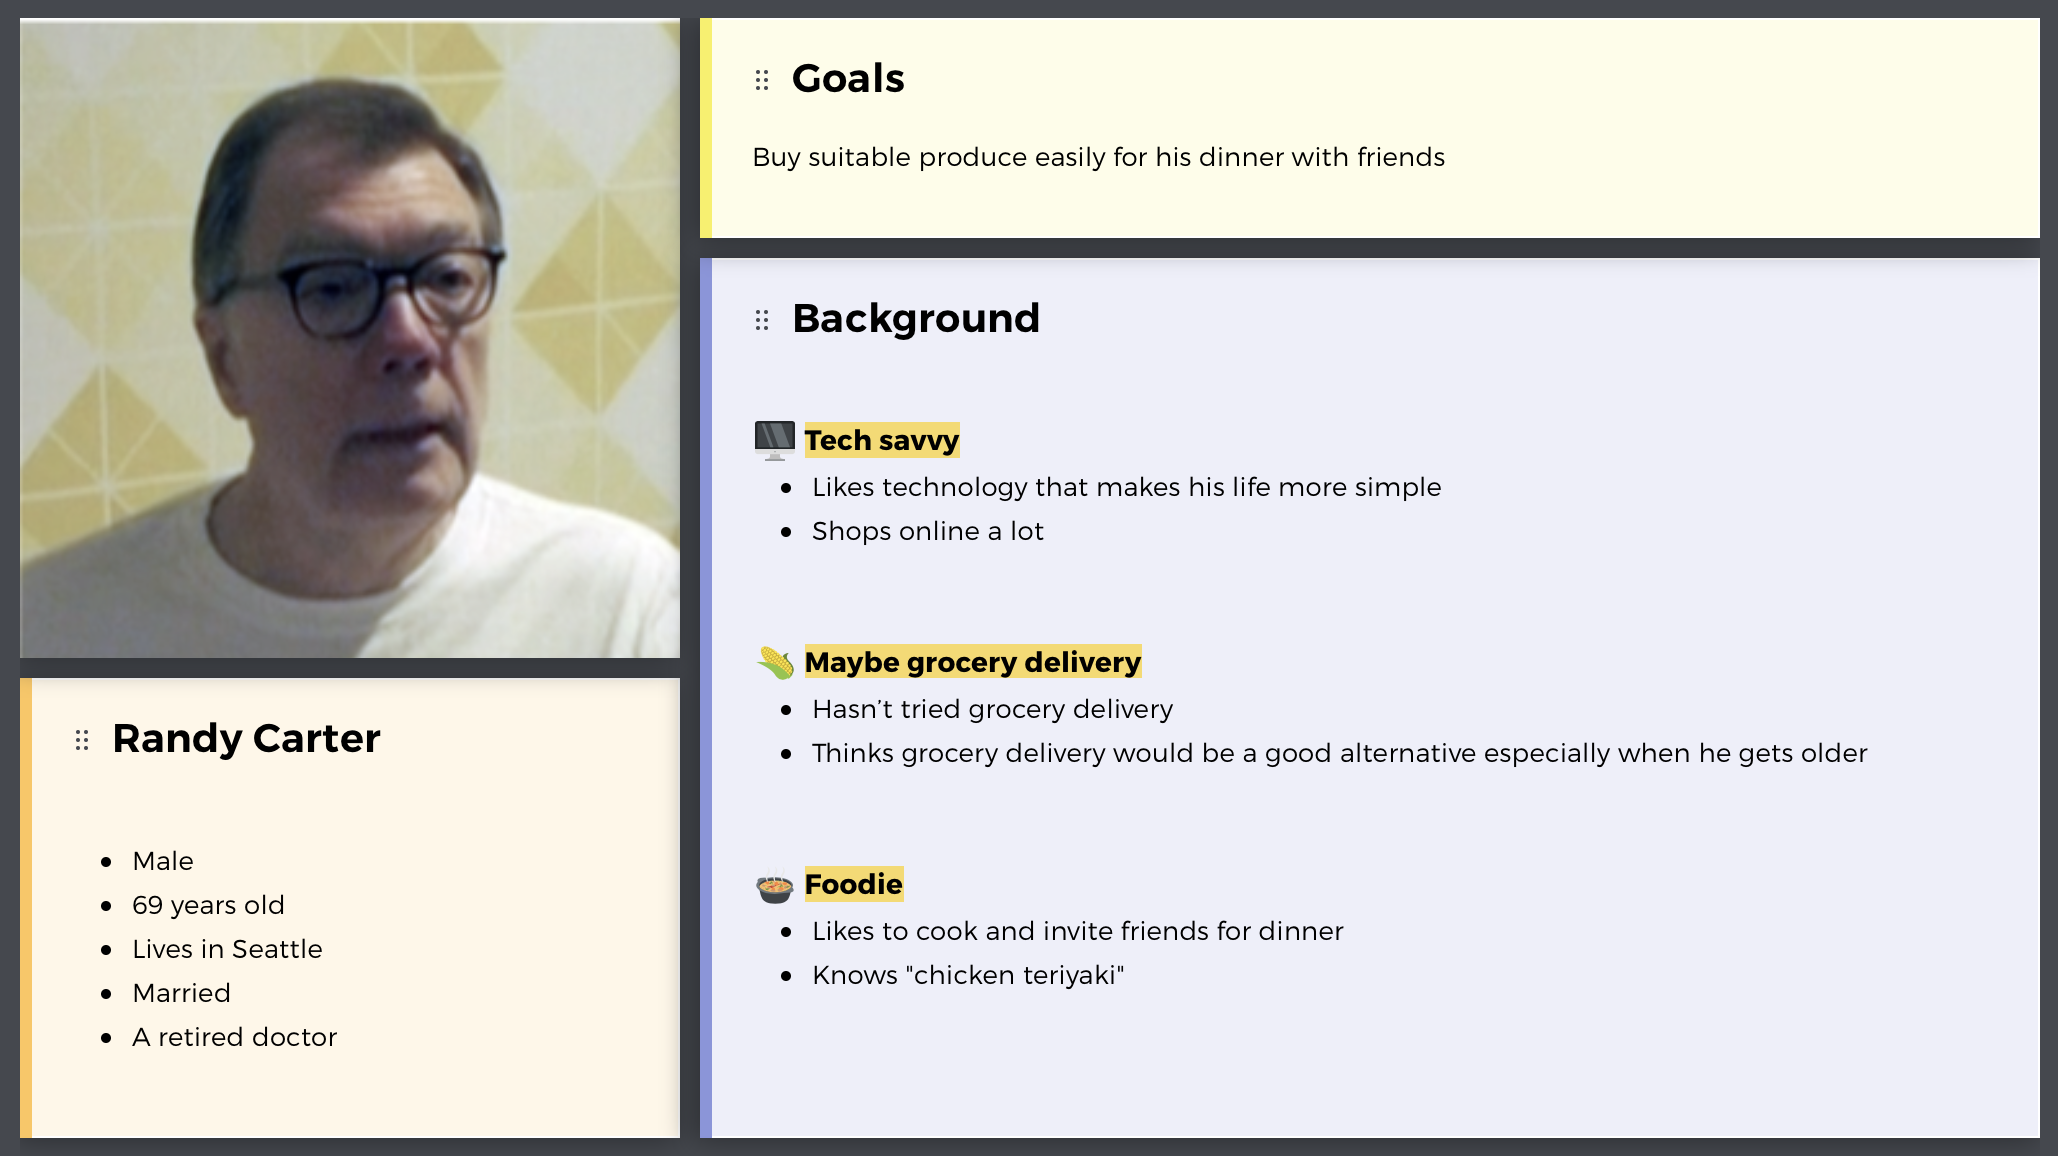 Goals
Buy suitable produce easily for his dinner with friends
Background
Tech savvy
Likes technology that makes his life more simple
Shops online a lot
Maybe grocery delivery
Hasn’t tried grocery delivery
Thinks grocery delivery would be a good alternative especially when he gets older
Foodie
Likes to cook and invite friends for dinner
Knows "chicken teriyaki"
Randy Carter
Male
69 years old
Lives in Seattle
Married
A retired doctor